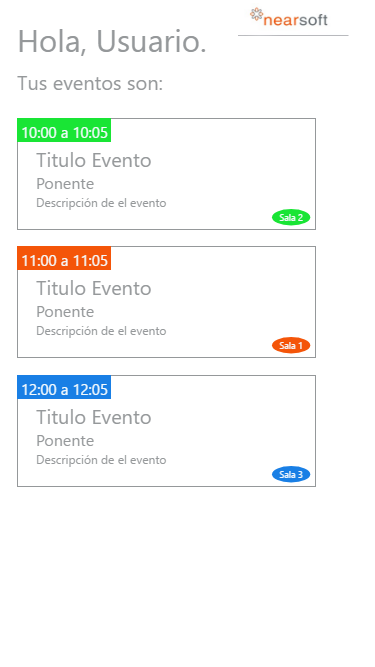 nearsoft
Hola, Usuario.
Tus eventos son:
10:00 a 10:05
Titulo Evento
Ponente
Descripción de el evento
Sala 2
11:00 a 11:05
Titulo Evento
Ponente
Descripción de el evento
Sala 1
12:00 a 12:05
Titulo Evento
Ponente
Descripción de el evento
Sala 3